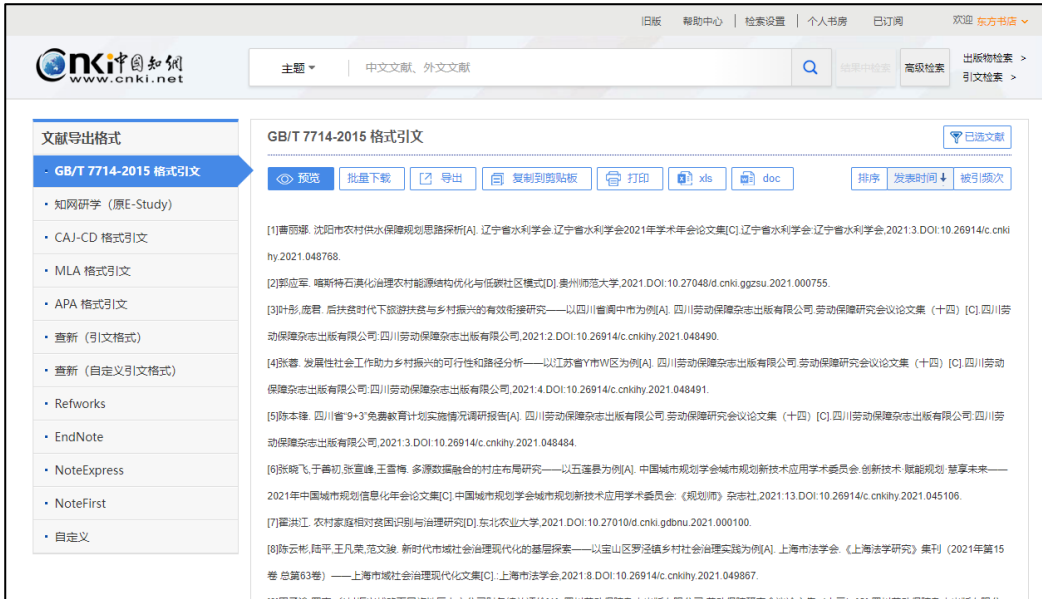 旧版 帮助中心 检索设置 个人书房 已订阅 欢迎 东方书店
cnki中国知网
www.cnki.net
主题 中文文献、外文文献 结果中检索 高级检索 出版物检索 >
引文检索 >
文献导出格式
GB/T 7714-2015 格式引文
知网研学（原E-Study）
CAJ-CD 格式引文
MLA 格式引文
APA 格式引文
查新（引文格式）
查新（自定义引文格式）
Refworks
EndNote
NoteExpress
NoteFirst
自定义
GB/T 7714-2015 格式引文 已选文献
预览 批量下载 导出 复制到剪贴板 打印 xls doc 排序 发表时间↓ 被引频次
[1]曹丽娜. 沈阳市农村供水保障规划思路探析[A]. 辽宁省水利学会.辽宁省水利学会2021年学术年会论文集[C].辽宁省水利学会:辽宁省水利学会,2021:3.DOI:10.26914/c.cnki
hy.2021.048768.
[2]郭应军. 喀斯特石漠化治理农村能源结构优化与低碳社区模式[D].贵州师范大学,2021.DOI:10.27048/d.cnki.ggzsu.2021.000755.
[3]叶彤,庞君. 后扶贫时代下旅游扶贫与乡村振兴的有效衔接研究——以四川省阆中市为例[A]. 四川劳动保障杂志出版有限公司.劳动保障研究会议论文集（十四）[C].四川劳
动保障杂志出版有限公司:四川劳动保障杂志出版有限公司,2021:2.DOI:10.26914/c.cnkihy.2021.048490.
[4]张蓉. 发展性社会工作助力乡村振兴的可行性和路径分析——以江苏省Y市W区为例[A]. 四川劳动保障杂志出版有限公司.劳动保障研究会议论文集（十四）[C].四川劳动
保障杂志出版有限公司:四川劳动保障杂志出版有限公司,2021:4.DOI:10.26914/c.cnkihy.2021.048491.
[5]陈本锋. 四川省“9+3”免费教育计划实施情况调研报告[A]. 四川劳动保障杂志出版有限公司.劳动保障研究会议论文集（十四）[C].四川劳动保障杂志出版有限公司:四川劳
动保障杂志出版有限公司,2021:3.DOI:10.26914/c.cnkihy.2021.048484.
[6]张晓飞,于善初,张宣峰,王雪梅. 多源数据融合的村庄布局研究——以五莲县为例[A]. 中国城市规划学会城市规划新技术应用学术委员会.创新技术·赋能规划·慧享未来——
2021年中国城市规划信息化年会论文集[C].中国城市规划学会城市规划新技术应用学术委员会:《规划师》杂志社,2021:13.DOI:10.26914/c.cnkihy.2021.045106.
[7]翟洪江. 农村家庭相对贫困识别与治理研究[D].东北农业大学,2021.DOI:10.27010/d.cnki.gdbnu.2021.000100.
[8]陈云彬,陆平,王凡荣,范文骏. 新时代市域社会治理现代化的基层探索——以宝山区罗泾镇乡村社会治理实践为例[A]. 上海市法学会.《上海法学研究》集刊（2021年第15
卷 总第63卷）——上海市域社会治理现代化文集[C].:上海市法学会,2021:8.DOI:10.26914/c.cnkihy.2021.049867.